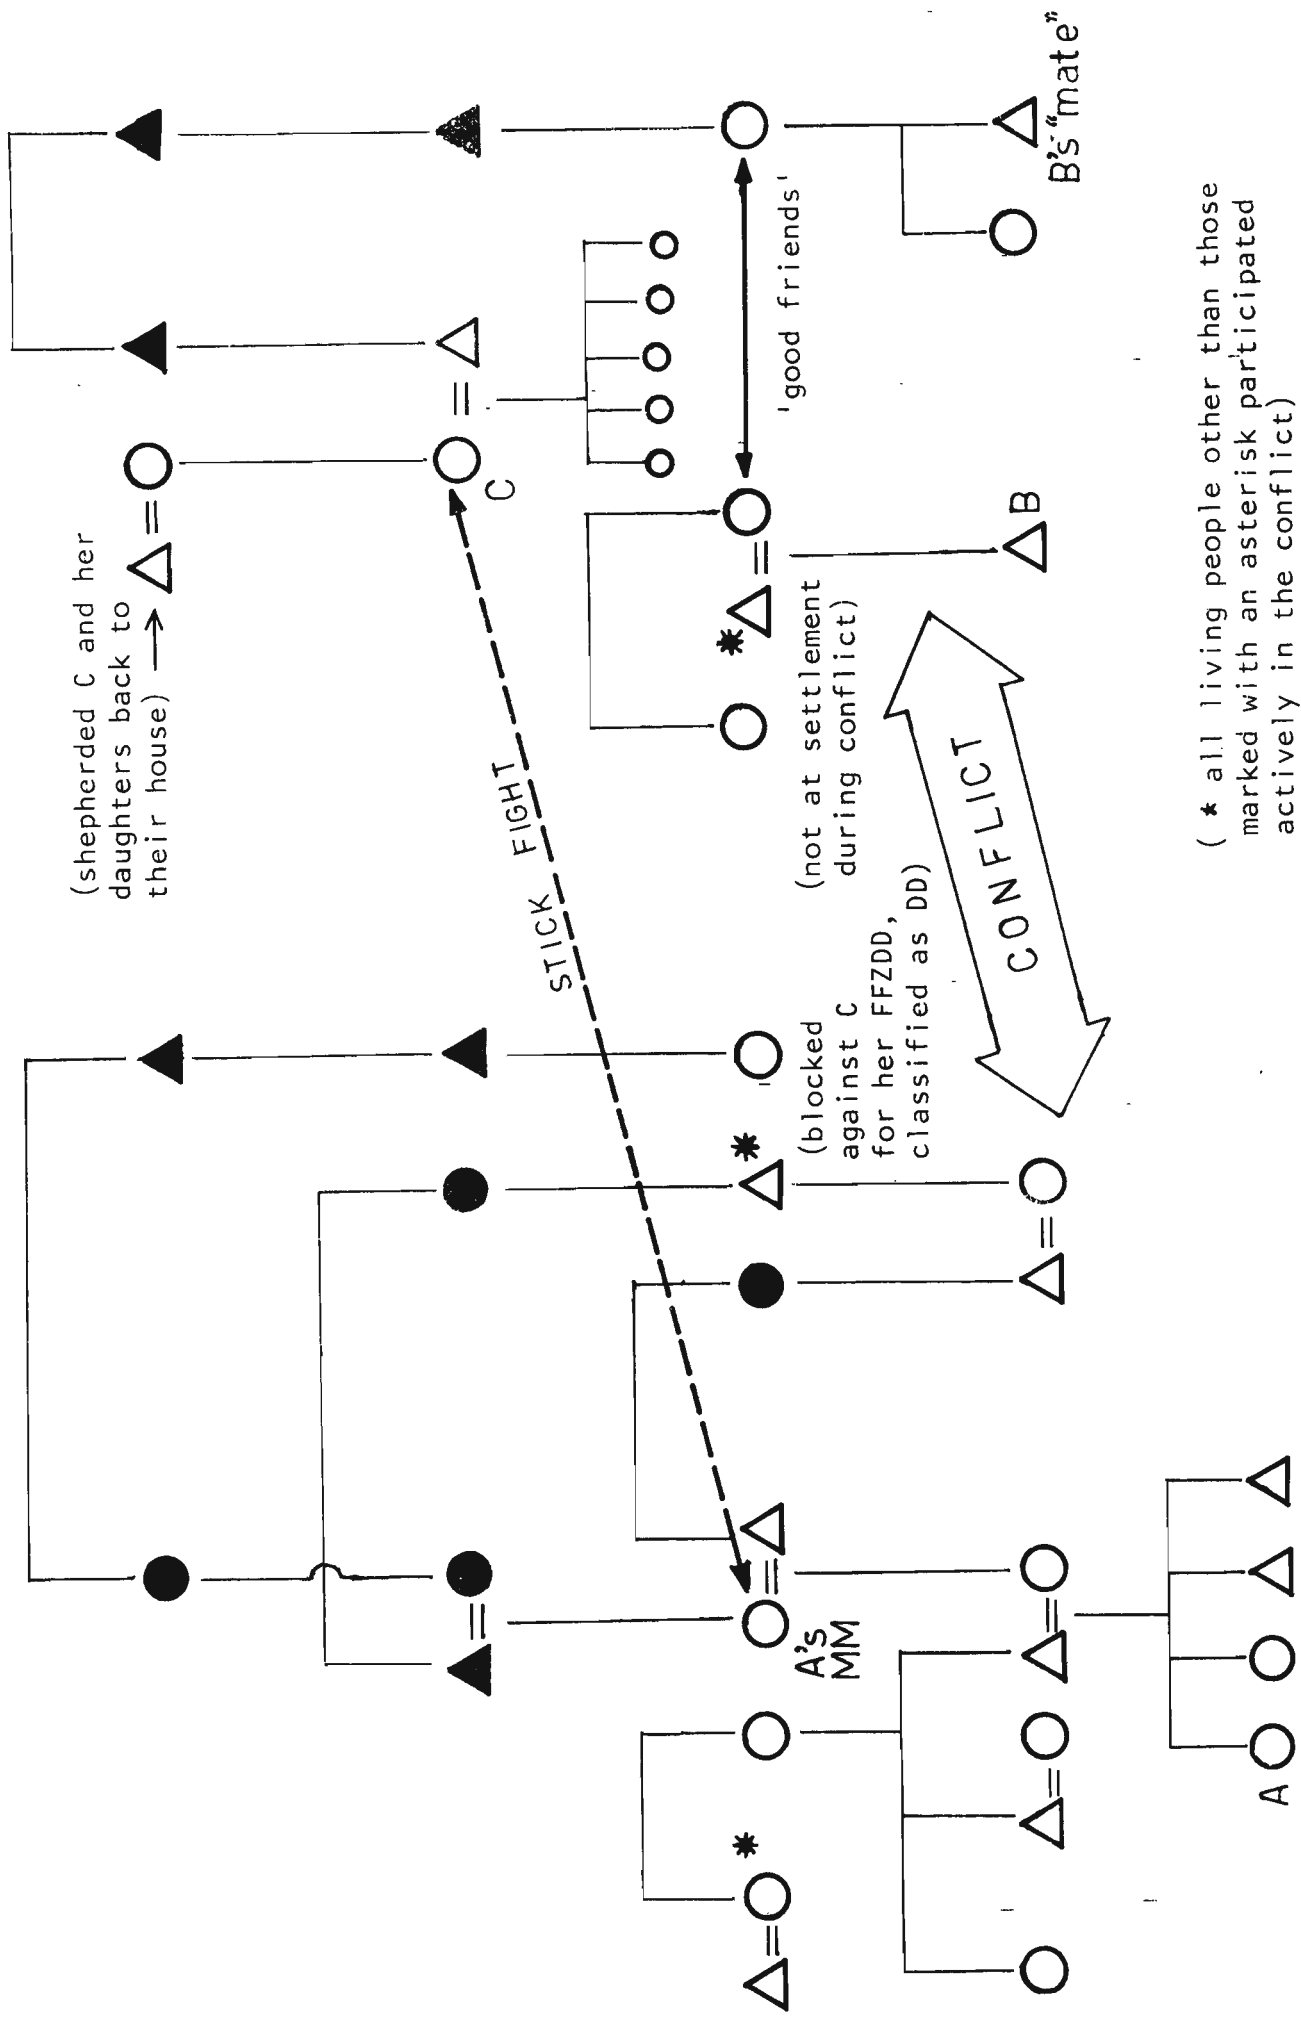 (shepherded C and her
daughters back to
their house) →
C
STICK FIGHT
'good friends'
A's
MM
(blocked
against C
for her FFZDD,
classified as DD)
*
(not at settlement
during conflict)
*
*
CONFLICT
B
B's "mate"
A
( * all living people other than those
marked with an asterisk participated
actively in the conflict)